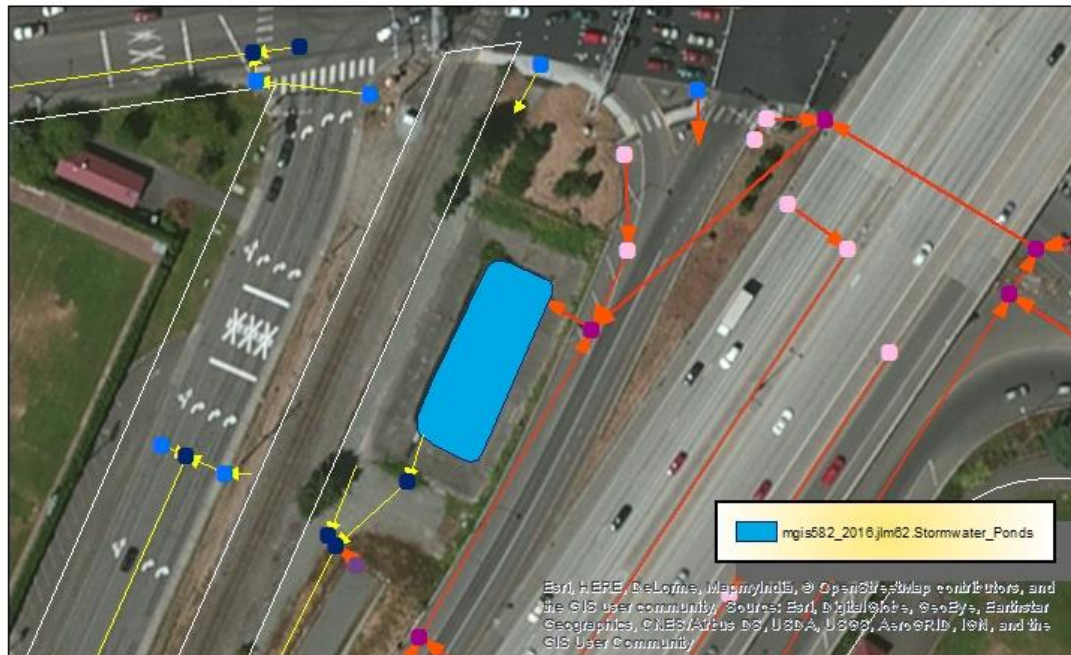 mgis582_2016.jlm62.Stormwater_Ponds
Esri, HERE, DeLorme, MapmyIndia, © OpenStreetMap contributors, and
the GIS user community, Source: Esri, DigitalGlobe, GeoEye, Earthstar
Geographics, CNES/Airbus DS, USDA, USGS, AeroGRID, IGN, and the
GIS User Community